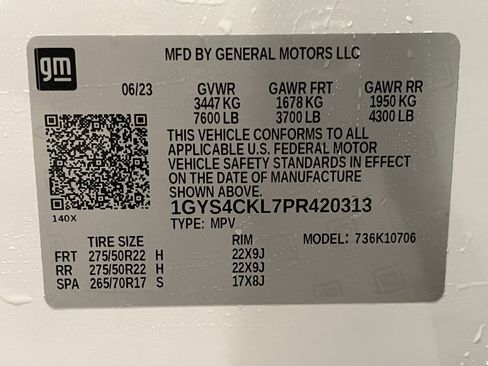 gm
MFD BY GENERAL MOTORS LLC
06/23 GVWR GAWR FRT GAWR RR
3447 KG 1678 KG 1950 KG
7600 LB 3700 LB 4300 LB
THIS VEHICLE CONFORMS TO ALL
APPLICABLE U.S. FEDERAL MOTOR
VEHICLE SAFETY STANDARDS IN EFFECT
ON THE DATE OF MANUFACTURE
SHOWN ABOVE.
140X
1GYS4CKL7PR420313
TYPE: MPV
TIRE SIZE RIM MODEL: 736K10706
FRT 275/50R22 H 22X9J
RR 275/50R22 H 22X9J
SPA 265/70R17 S 17X8J